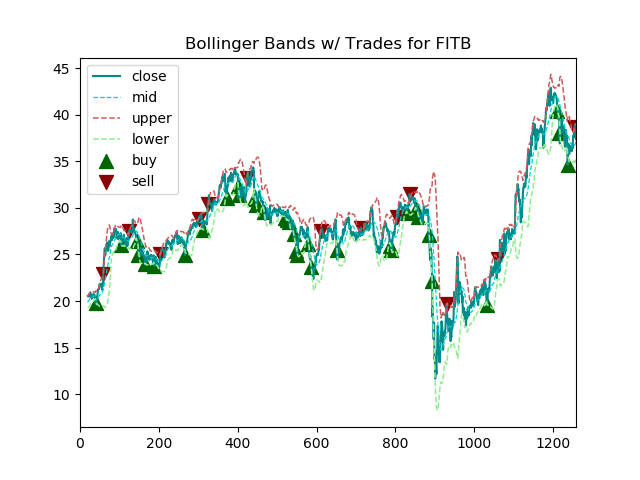 Bollinger Bands w/ Trades for FITB
45
40
35
30
25
20
15
10
close
mid
upper
lower
buy
sell
0 200 400 600 800 1000 1200